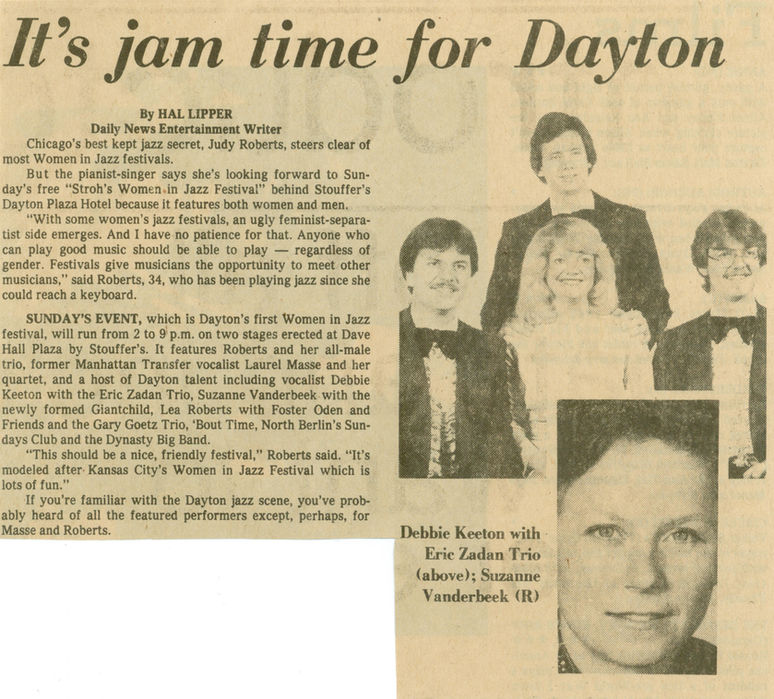 It's jam time for Dayton
By HAL LIPPER
Daily News Entertainment Writer
Chicago's best kept jazz secret, Judy Roberts, steers clear of
most Women in Jazz festivals.
But the pianist-singer says she's looking forward to Sun-
day's free "Stroh's Women in Jazz Festival" behind Stouffer's
Dayton Plaza Hotel because it features both women and men.
"With some women's jazz festivals, an ugly feminist-separa-
tist side emerges. And I have no patience for that. Anyone who
can play good music should be able to play — regardless of
gender. Festivals give musicians the opportunity to meet other
musicians," said Roberts, 34, who has been playing jazz since she
could reach a keyboard.
SUNDAY'S EVENT, which is Dayton's first Women in Jazz
festival, will run from 2 to 9 p.m. on two stages erected at Dave
Hall Plaza by Stouffer's. It features Roberts and her all-male
trio, former Manhattan Transfer vocalist Laurel Masse and her
quartet, and a host of Dayton talent including vocalist Debbie
Keeton with the Eric Zadan Trio, Suzanne Vanderbeek with the
newly formed Giantchild, Lea Roberts with Foster Oden and
Friends and the Gary Goetz Trio, 'Bout Time, North Berlin's Sun-
days Club and the Dynasty Big Band.
"This should be a nice, friendly festival," Roberts said. "It's
modeled after Kansas City's Women in Jazz Festival which is
lots of fun."
If you're familiar with the Dayton jazz scene, you've prob-
ably heard of all the featured performers except, perhaps, for
Masse and Roberts.
Debbie Keeton with
Eric Zadan Trio
(above); Suzanne
Vanderbeek (R)